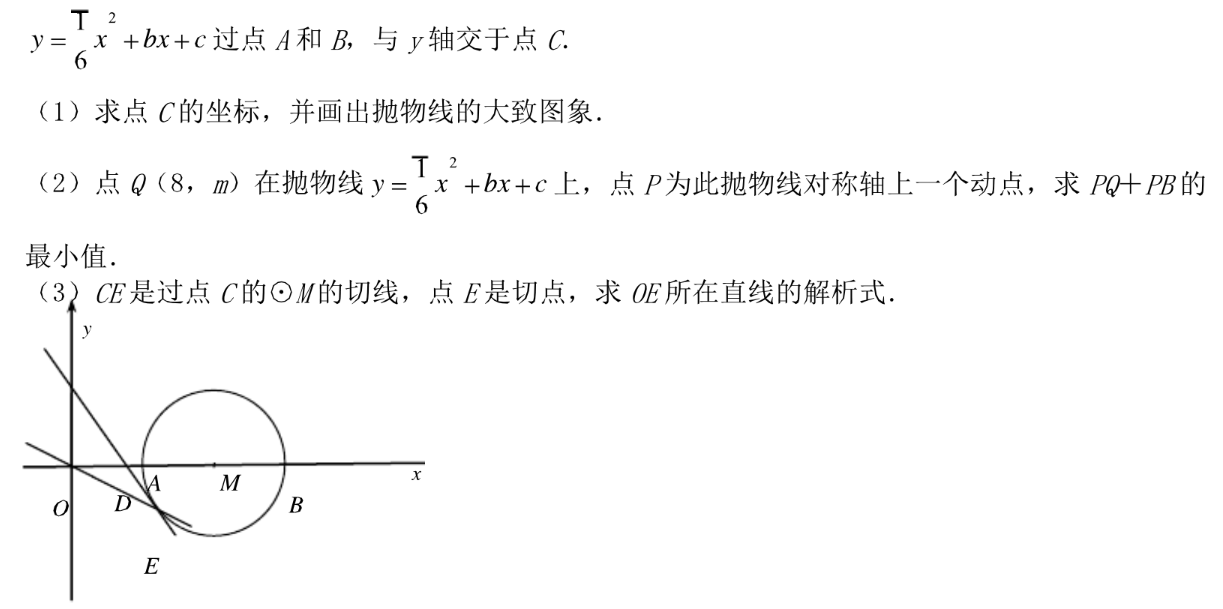 y = 1/6 x² + bx + c 过点 A 和 B，与 y 轴交于点 C.
（1）求点 C 的坐标，并画出抛物线的大致图象．
（2）点 Q（8，m）在抛物线 y = 1/6 x² + bx + c 上，点 P 为此抛物线对称轴上一个动点，求 PQ＋PB 的
最小值．
（3）CE 是过点 C 的⊙M 的切线，点 E 是切点，求 OE 所在直线的解析式．
y
A M x
O D B
E